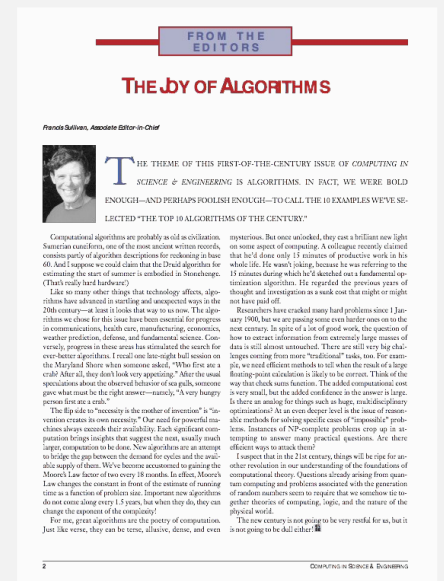 FROM THE
EDITORS
THE JOY OF ALGORITHMS
Francis Sullivan, Associate Editor-in-Chief
THE THEME OF THIS FIRST-OF-THE-CENTURY ISSUE OF COMPUTING IN
SCIENCE & ENGINEERING IS ALGORITHMS. IN FACT, WE WERE BOLD
ENOUGH—AND PERHAPS FOOLISH ENOUGH—TO CALL THE 10 EXAMPLES WE'VE SE-
LECTED "THE TOP 10 ALGORITHMS OF THE CENTURY."
Computational algorithms are probably as old as civilization.
Sumerian cuneiform, one of the most ancient written records,
consists partly of algorithm descriptions for reckoning in base
60. And I suppose we could claim that the Druid algorithm for
estimating the start of summer is embodied in Stonehenge.
(That's really hard hardware!)
Like so many other things that technology affects, algo-
rithms have advanced in startling and unexpected ways in the
20th century—at least it looks that way to us now. The algo-
rithms we chose for this issue have been essential for progress
in communications, health care, manufacturing, economics,
weather prediction, defense, and fundamental science. Con-
versely, progress in these areas has stimulated the search for
ever-better algorithms. I recall one late-night bull session on
the Maryland Shore when someone asked, "Who first ate a
crab? After all, they don't look very appetizing." After the usual
speculations about the observed behavior of sea gulls, someone
gave what must be the right answer—namely, "A very hungry
person first ate a crab."
The flip side to "necessity is the mother of invention" is "in-
vention creates its own necessity." Our need for powerful ma-
chines always exceeds their availability. Each significant com-
putation brings insights that suggest the next, usually much
larger, computation to be done. New algorithms are an attempt
to bridge the gap between the demand for cycles and the avail-
able supply of them. We've become accustomed to gaining the
Moore's Law factor of two every 18 months. In effect, Moore's
Law changes the constant in front of the estimate of running
time as a function of problem size. Important new algorithms
do not come along every 1.5 years, but when they do, they can
change the exponent of the complexity!
For me, great algorithms are the poetry of computation.
Just like verse, they can be terse, allusive, dense, and even
mysterious. But once unlocked, they cast a brilliant new light
on some aspect of computing. A colleague recently claimed
that he'd done only 15 minutes of productive work in his
whole life. He wasn't joking, because he was referring to the
15 minutes during which he'd sketched out a fundamental op-
timization algorithm. He regarded the previous years of
thought and investigation as a sunk cost that might or might
not have paid off.
Researchers have cracked many hard problems since 1 Jan-
uary 1900, but we are passing some even harder ones on to the
next century. In spite of a lot of good work, the question of
how to extract information from extremely large masses of
data is still almost untouched. There are still very big chal-
lenges coming from more "traditional" tasks, too. For exam-
ple, we need efficient methods to tell when the result of a large
floating-point calculation is likely to be correct. Think of the
way that check sums function. The added computational cost
is very small, but the added confidence in the answer is large.
Is there an analog for things such as huge, multidisciplinary
optimizations? At an even deeper level is the issue of reason-
able methods for solving specific cases of "impossible" prob-
lems. Instances of NP-complete problems crop up in at-
tempting to answer many practical questions. Are there
efficient ways to attack them?
I suspect that in the 21st century, things will be ripe for an-
other revolution in our understanding of the foundations of
computational theory. Questions already arising from quan-
tum computing and problems associated with the generation
of random numbers seem to require that we somehow tie to-
gether theories of computing, logic, and the nature of the
physical world.
The new century is not going to be very restful for us, but it
is not going to be dull either!
2
COMPUTING IN SCIENCE & ENGINEERING